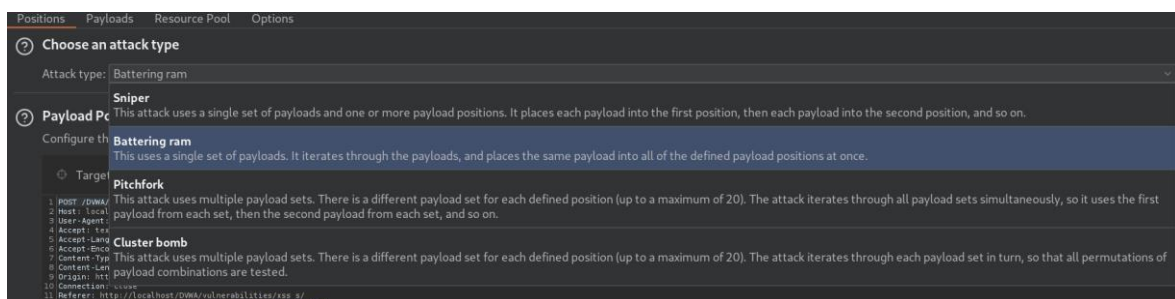 Positions Payloads Resource Pool Options
Choose an attack type
Attack type: Battering ram
Sniper
This attack uses a single set of payloads and one or more payload positions. It places each payload into the first position, then each payload into the second position, and so on.
Payload Po
Configure th
Battering ram
This uses a single set of payloads. It iterates through the payloads, and places the same payload into all of the defined payload positions at once.
Target
Pitchfork
This attack uses multiple payload sets. There is a different payload set for each defined position (up to a maximum of 20). The attack iterates through all payload sets simultaneously, so it uses the first
payload from each set, then the second payload from each set, and so on.
Cluster bomb
This attack uses multiple payload sets. There is a different payload set for each defined position (up to a maximum of 20). The attack iterates through each payload set in turn, so that all permutations of
payload combinations are tested.
1 POST /DVWA/
2 Host: local
3 User-Agent:
4 Accept: tex
5 Accept-Lang
6 Accept-Enco
7 Content-Typ
8 Content-Len
9 Origin: htt
10 Connection: close
11 Referer: http://localhost/DVWA/vulnerabilities/xss_s/